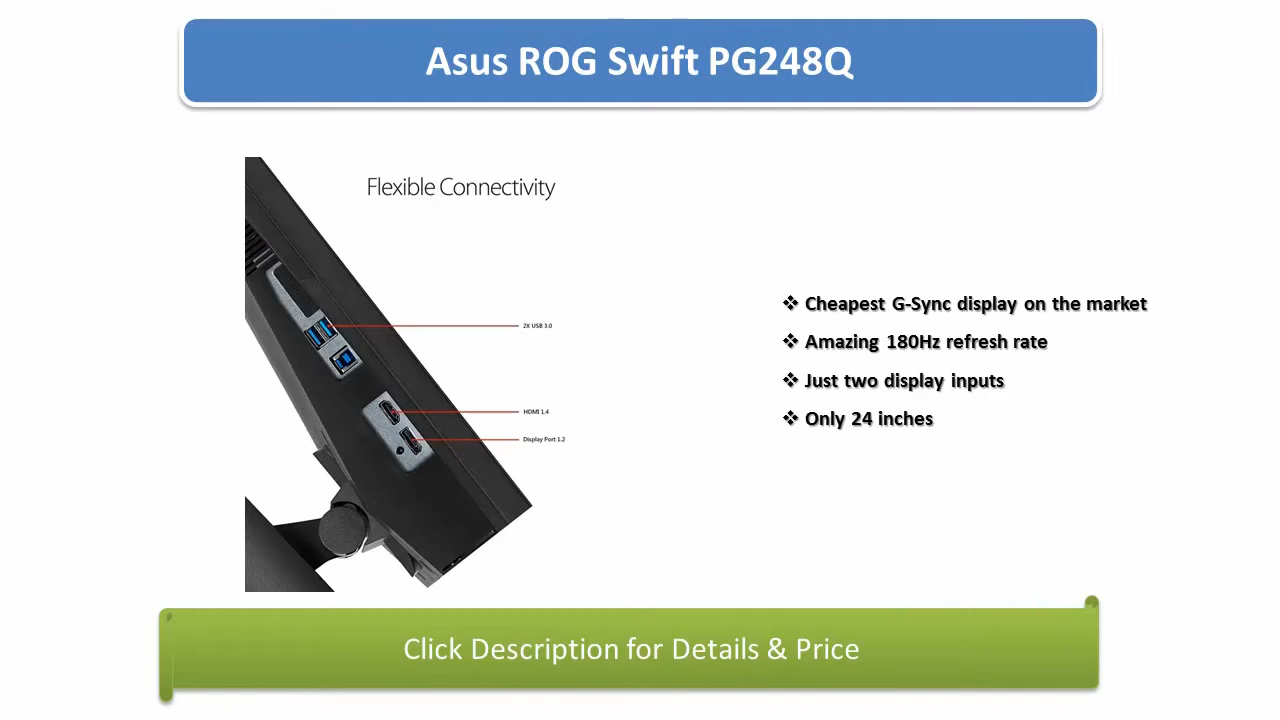 Asus ROG Swift PG248Q
Flexible Connectivity
2X USB 3.0
HDMI 1.4
Display Port 1.2
❖ Cheapest G-Sync display on the market
❖ Amazing 180Hz refresh rate
❖ Just two display inputs
❖ Only 24 inches
Click Description for Details & Price